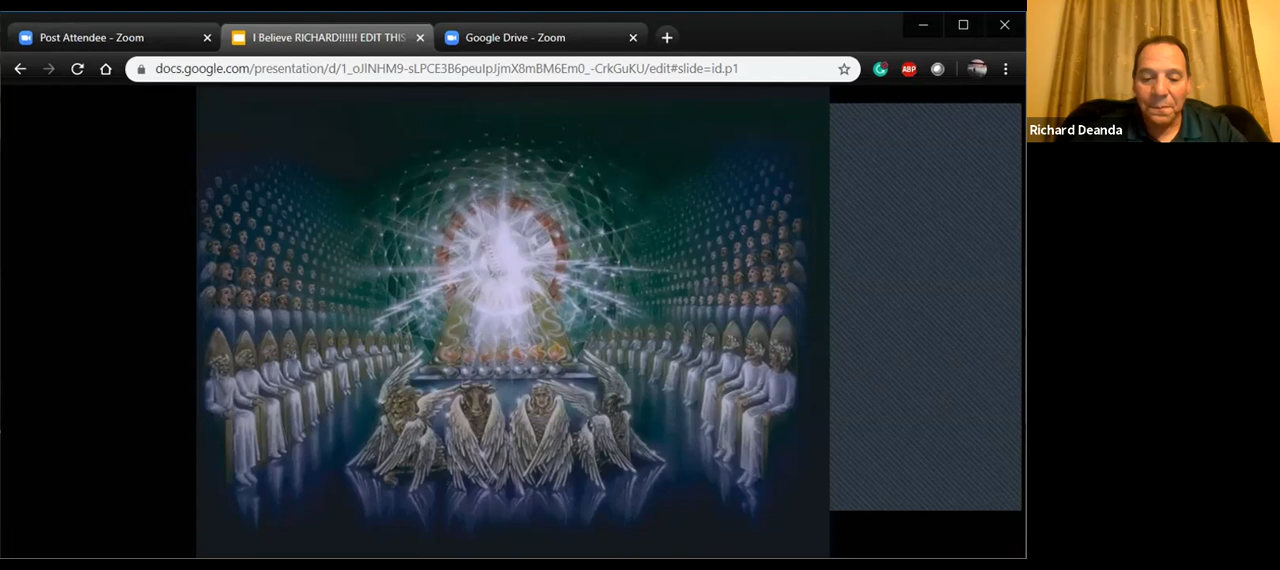 Post Attendee - Zoom
I Believe RICHARD!!!!!! EDIT THIS
Google Drive - Zoom
docs.google.com/presentation/d/1_oJlNHM9-sLPCE3B6peuIpJjmX8mBM6Em0_-CrkGuKU/edit#slide=id.p1
ABP
Richard Deanda